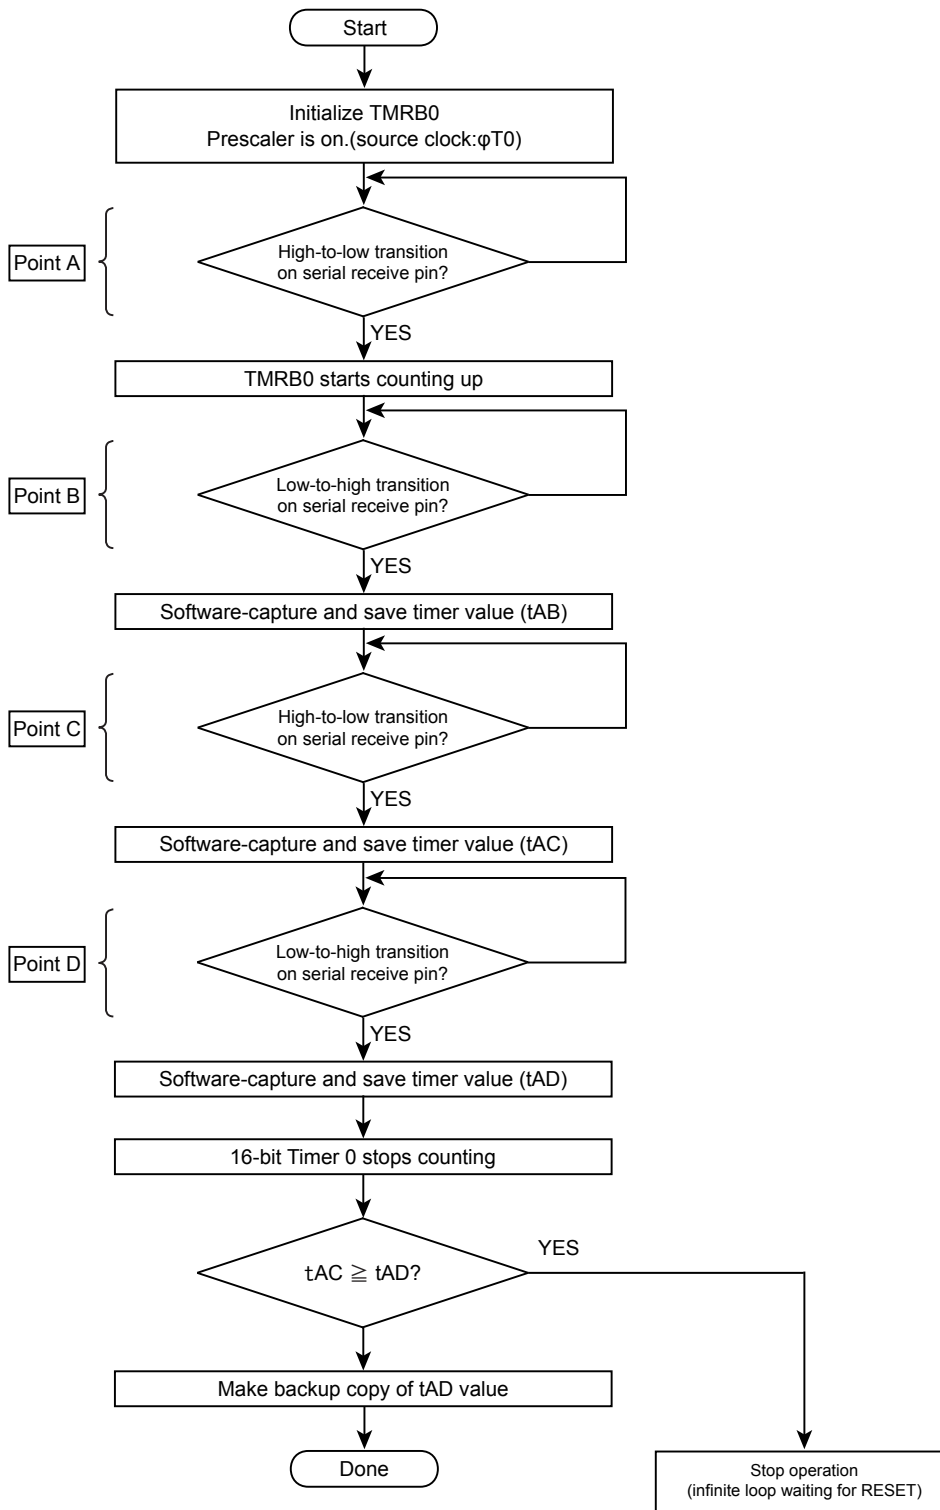 Start
Initialize TMRB0
Prescaler is on.(source clock:φT0)
Point A
High-to-low transition
on serial receive pin?
YES
TMRB0 starts counting up
Point B
Low-to-high transition
on serial receive pin?
YES
Software-capture and save timer value (tAB)
Point C
High-to-low transition
on serial receive pin?
YES
Software-capture and save timer value (tAC)
Point D
Low-to-high transition
on serial receive pin?
YES
Software-capture and save timer value (tAD)
16-bit Timer 0 stops counting
YES
tAC ≧ tAD?
Make backup copy of tAD value
Done
Stop operation
(infinite loop waiting for RESET)